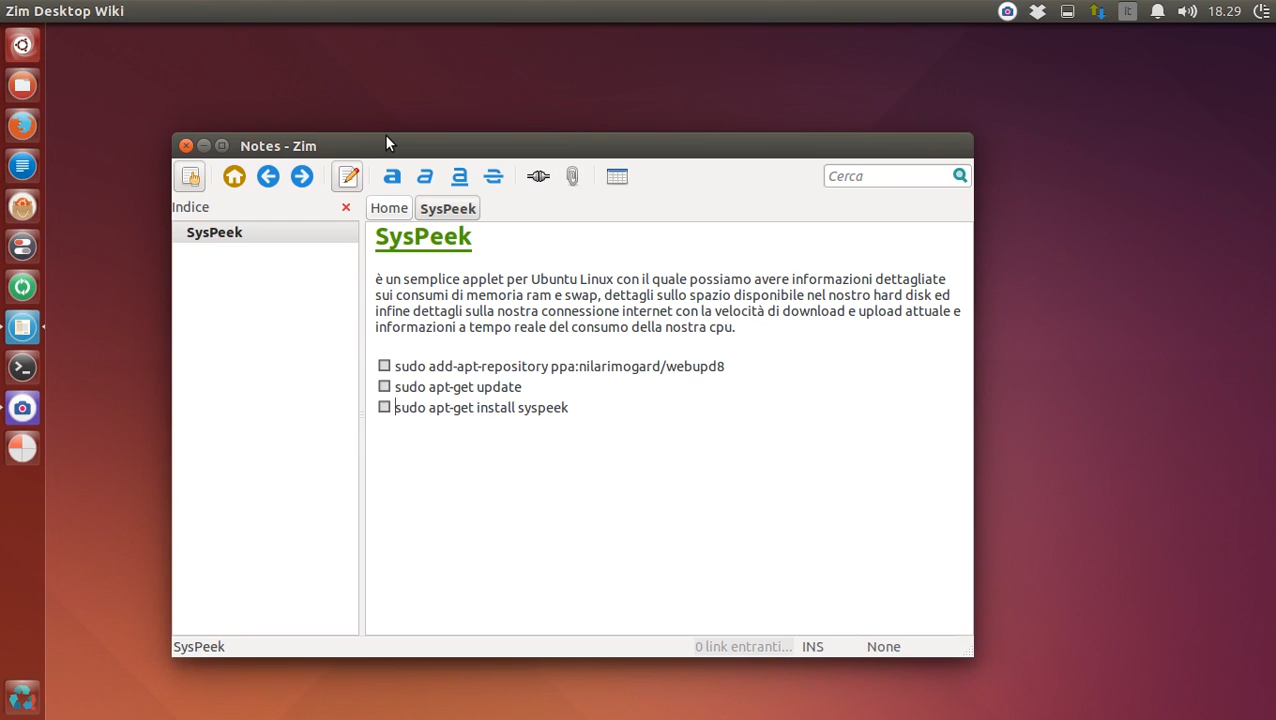 Zim Desktop Wiki
lt
18.29
Notes - Zim
a a a
Cerca
Indice
Home
SysPeek
SysPeek
SysPeek
è un semplice applet per Ubuntu Linux con il quale possiamo avere informazioni dettagliate
sui consumi di memoria ram e swap, dettagli sullo spazio disponibile nel nostro hard disk ed
infine dettagli sulla nostra connessione internet con la velocità di download e upload attuale e
informazioni a tempo reale del consumo della nostra cpu.
sudo add-apt-repository ppa:nilarimogard/webupd8
sudo apt-get update
sudo apt-get install syspeek
SysPeek
0 link entranti...
INS
None